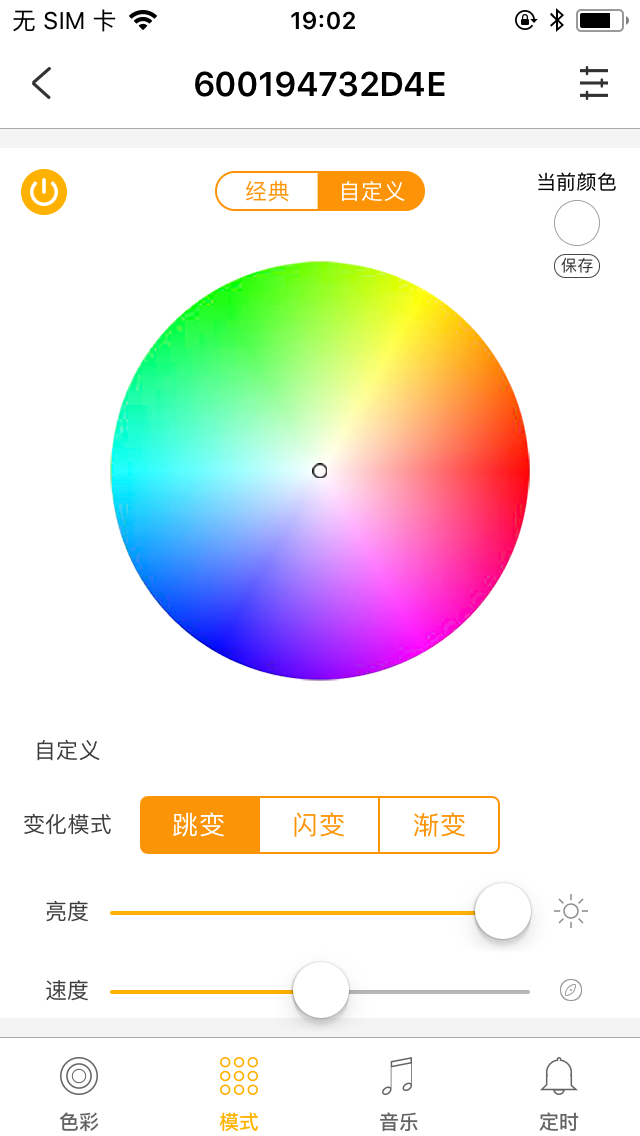 无 SIM 卡 19:02
600194732D4E
经典 自定义
当前颜色
保存
自定义
变化模式 跳变 闪变 渐变
亮度
速度
色彩 模式 音乐 定时